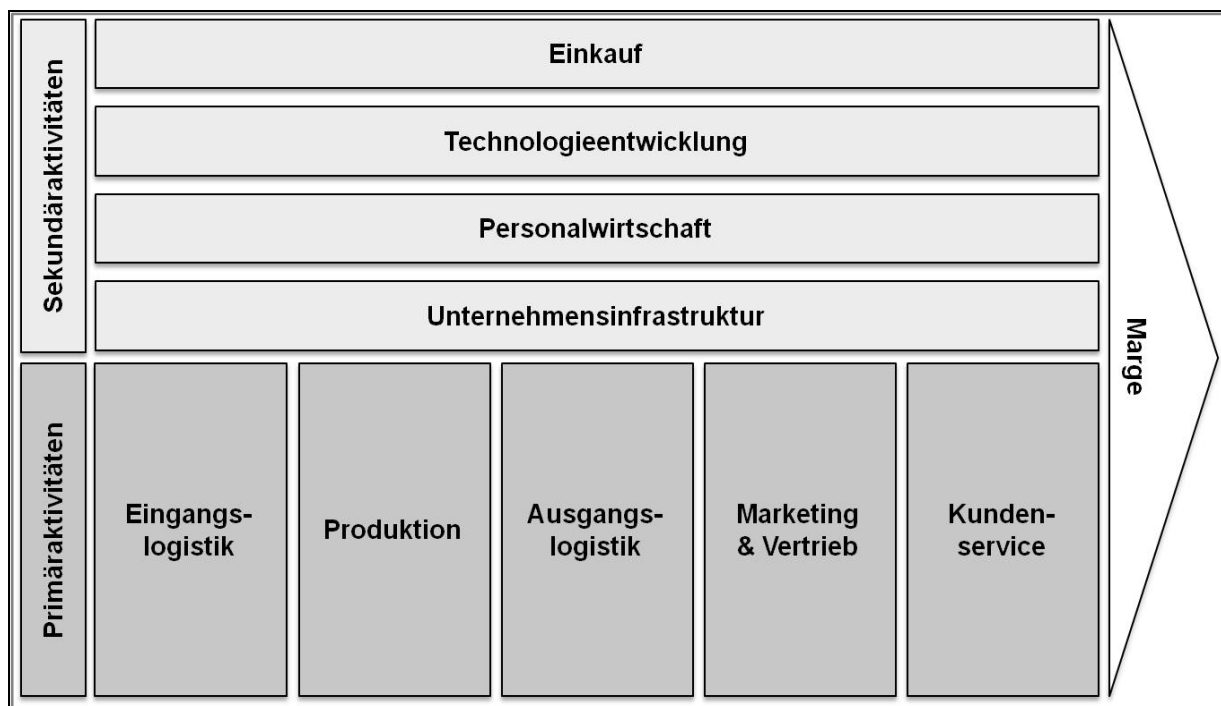 Sekundäraktivitäten
Einkauf
Technologieentwicklung
Personalwirtschaft
Unternehmensinfrastruktur
Primäraktivitäten
Eingangs-
logistik
Produktion
Ausgangs-
logistik
Marketing
& Vertrieb
Kunden-
service
Marge